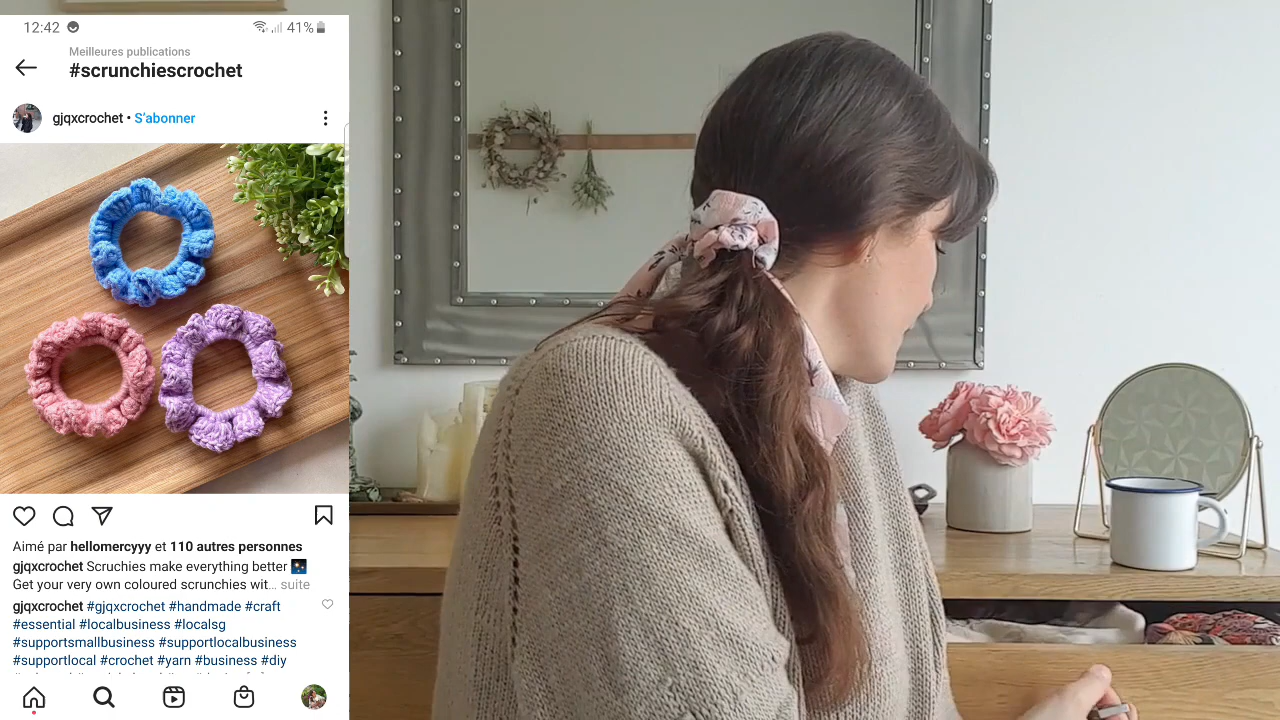 12:42
41%
Meilleures publications
#scrunchiescrochet
gjqxcrochet • S'abonner
Aimé par hellomercyyy et 110 autres personnes
gjqxcrochet Scruchies make everything better 🎇
Get your very own coloured scrunchies wit... suite
gjqxcrochet #gjqxcrochet #handmade #craft
#essential #localbusiness #localsg
#supportsmallbusiness #supportlocalbusiness
#supportlocal #crochet #yarn #business #diy